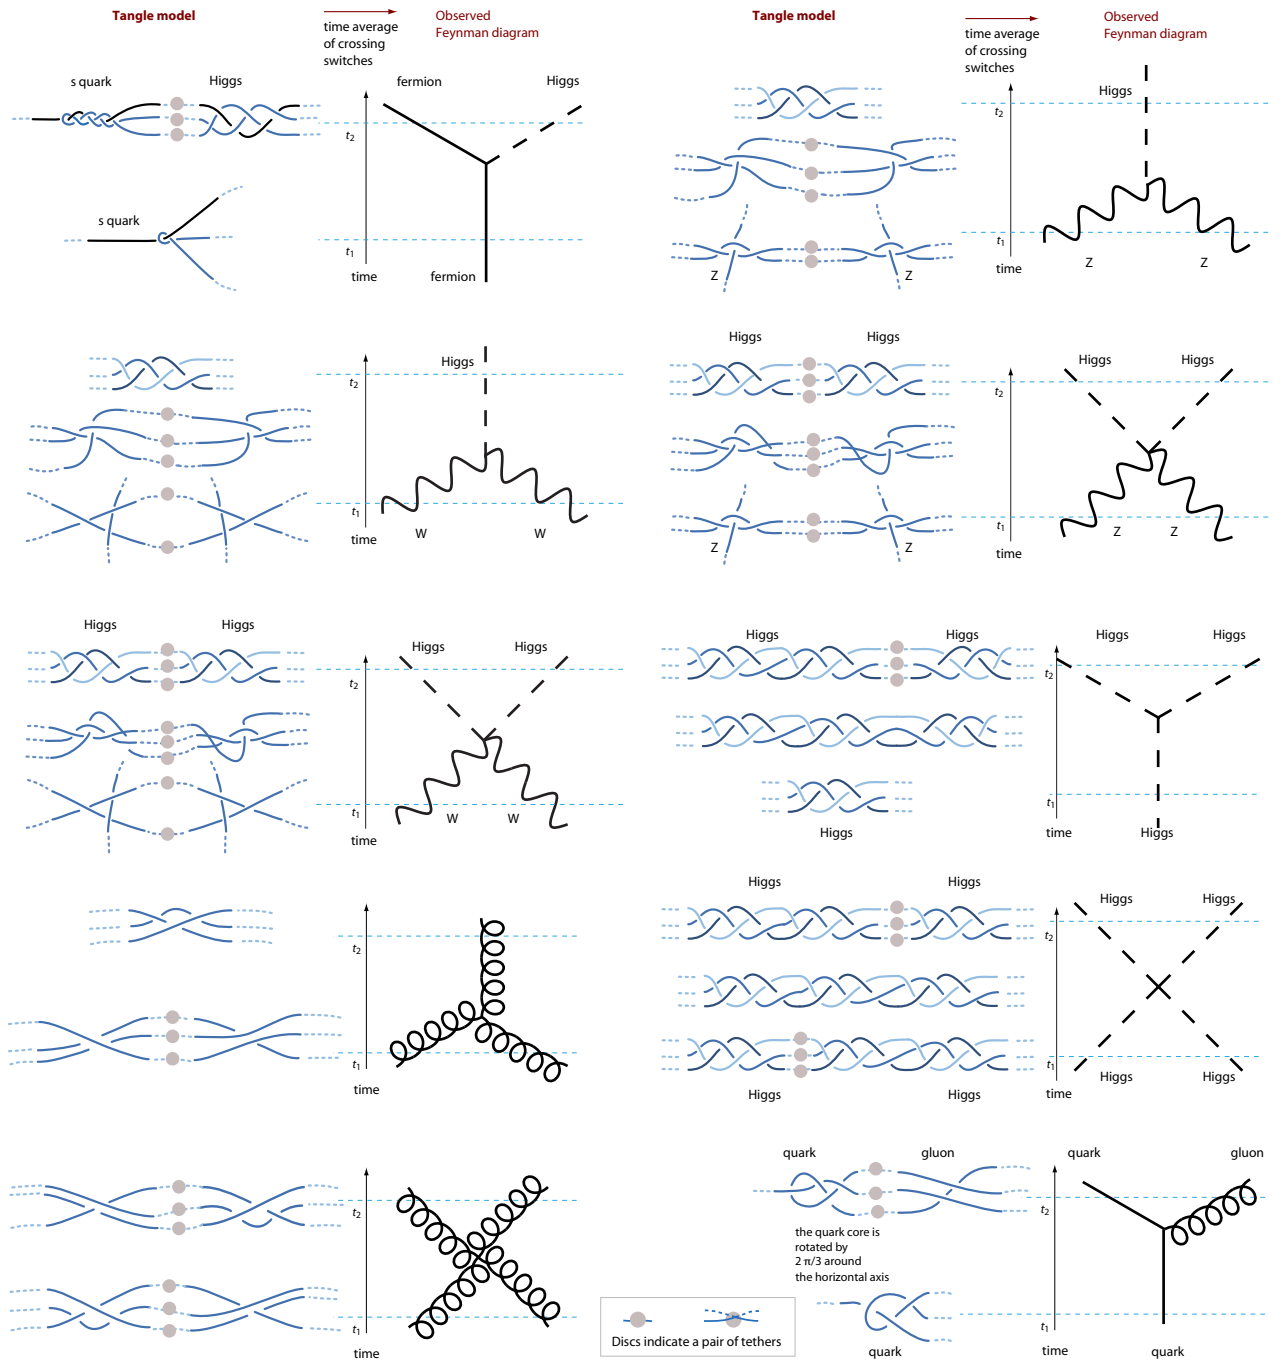 Tangle model
time average
of crossing
switches
Observed
Feynman diagram
s quark
Higgs
fermion
Higgs
t2
s quark
t1
time
fermion
Tangle model
time average
of crossing
switches
Observed
Feynman diagram
Higgs
t2
t1
Z
Z
Z
Z
time
Higgs
t2
t1
time
W
W
Higgs
Higgs
Higgs
Higgs
t2
t1
Z
Z
Z
Z
time
Higgs
Higgs
Higgs
Higgs
t2
t1
time
W
W
Higgs
Higgs
Higgs
Higgs
t2
t1
Higgs
time
Higgs
t2
t1
time
Higgs
Higgs
Higgs
Higgs
t2
t1
Higgs
Higgs
Higgs
Higgs
time
t2
t1
time
quark
gluon
quark
gluon
t2
the quark core is
rotated by
2 π/3 around
the horizontal axis
t1
quark
time
quark
Discs indicate a pair of tethers